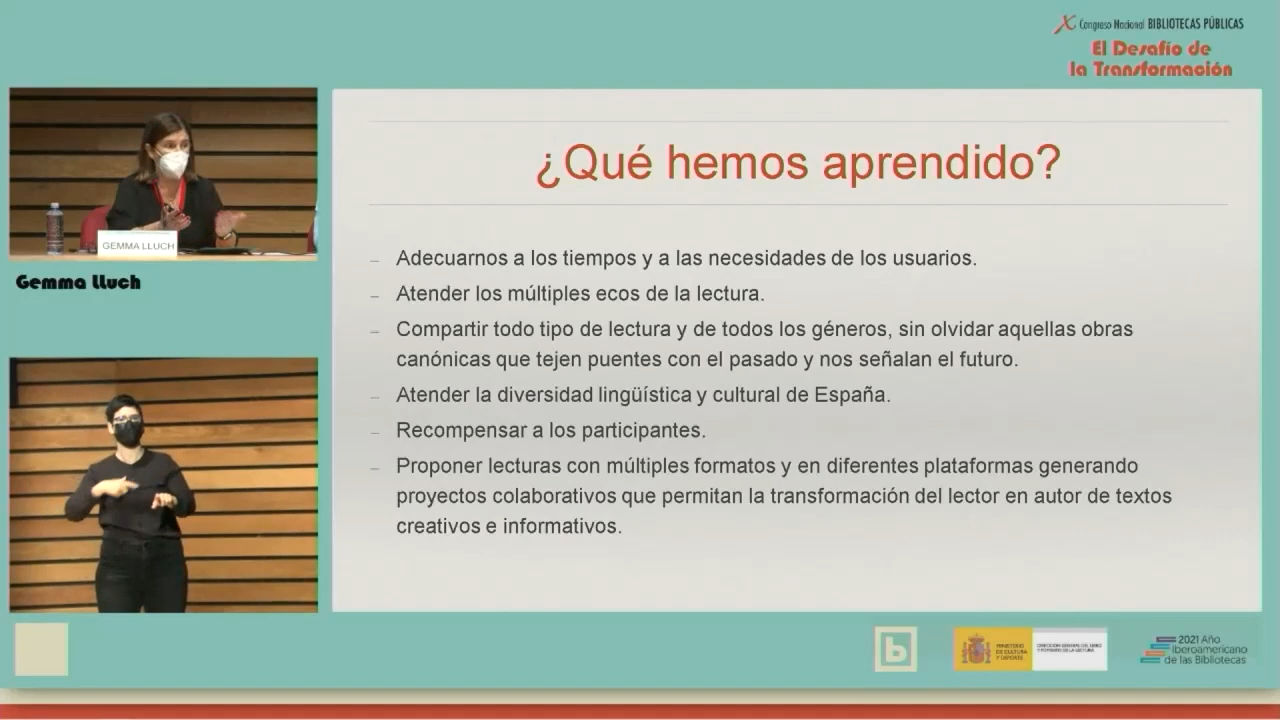 X Congreso Nacional BIBLIOTECAS PÚBLICAS
El Desafío de
la Transformación
GEMMA LLUCH
Gemma Lluch
¿Qué hemos aprendido?
– Adecuarnos a los tiempos y a las necesidades de los usuarios.
– Atender los múltiples ecos de la lectura.
– Compartir todo tipo de lectura y de todos los géneros, sin olvidar aquellas obras
canónicas que tejen puentes con el pasado y nos señalan el futuro.
– Atender la diversidad lingüística y cultural de España.
– Recompensar a los participantes.
– Proponer lecturas con múltiples formatos y en diferentes plataformas generando
proyectos colaborativos que permitan la transformación del lector en autor de textos
creativos e informativos.
b
MINISTERIO
DE CULTURA
Y DEPORTE
DIRECCIÓN GENERAL DEL LIBRO
Y FOMENTO DE LA LECTURA
2021 Año
Iberoamericano
de las Bibliotecas